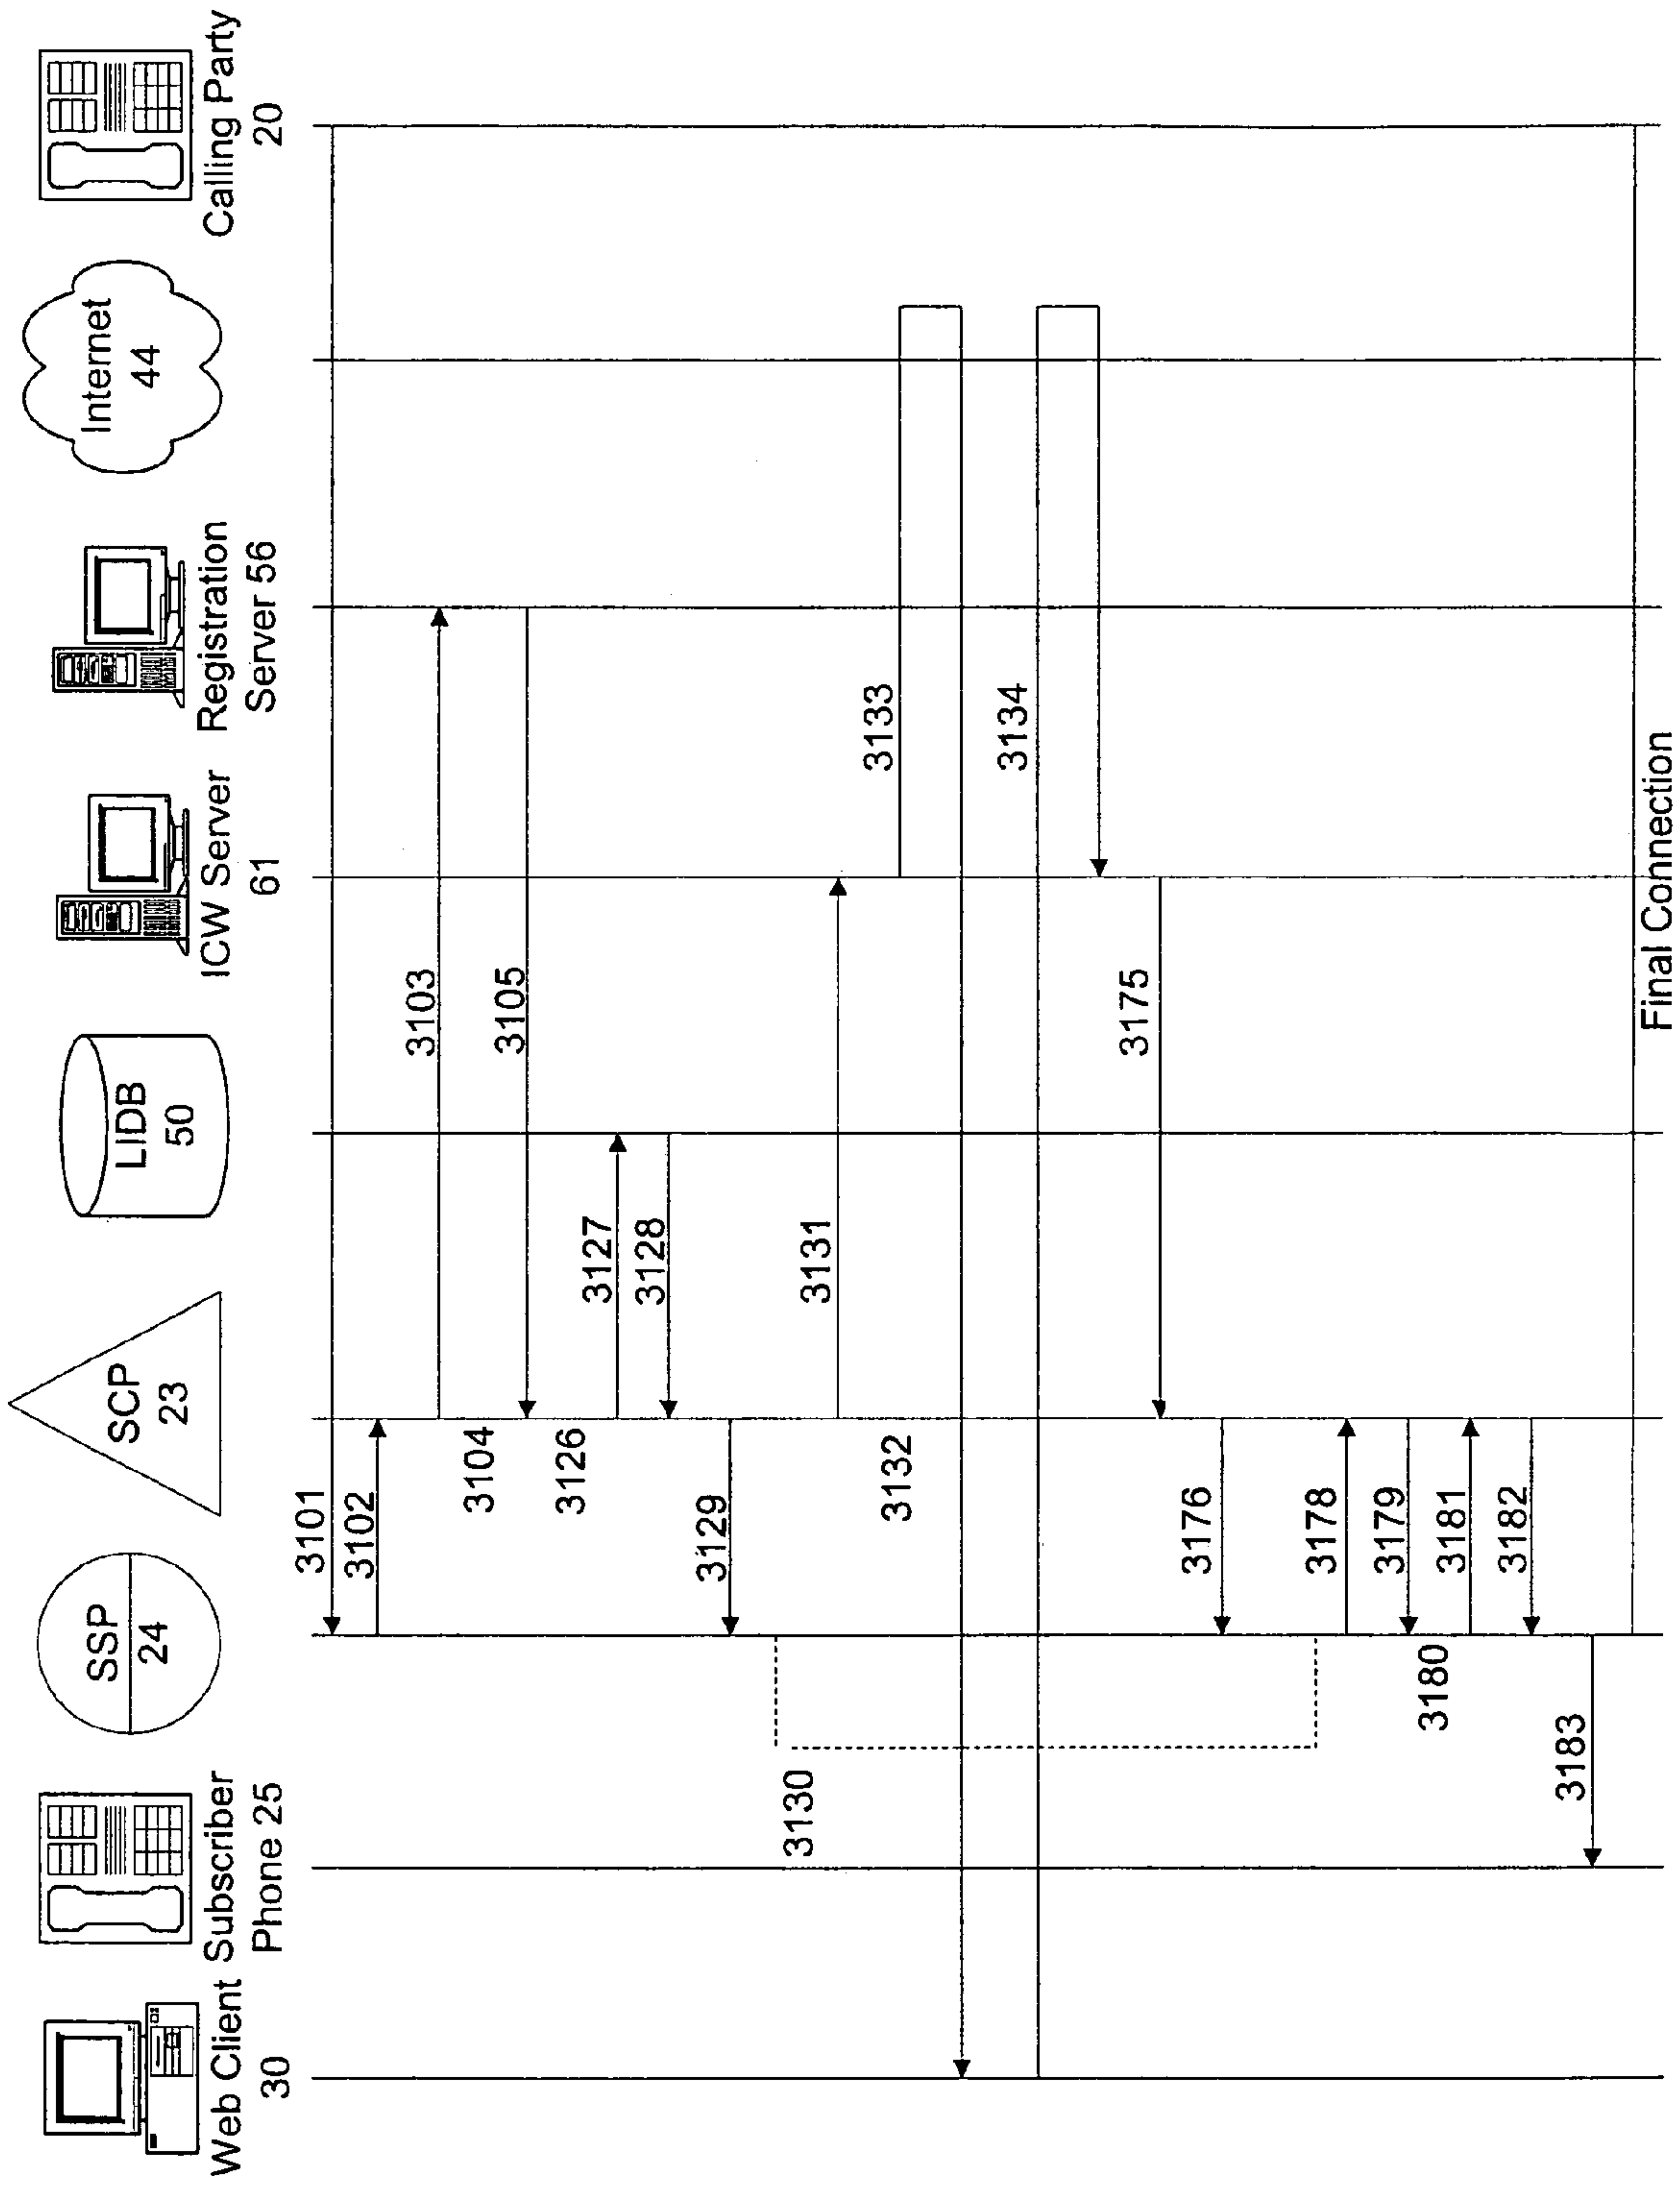 Web Client
30
Subscriber
Phone 25
SSP
24
SCP
23
LIDB
50
ICW Server
61
Registration
Server 56
Internet
44
Calling Party
20
3101
3102
3103
3104
3105
3126
3127
3128
3129
3130
3131
3132
3133
3134
3175
3176
3178
3179
3180
3181
3182
3183
Final Connection